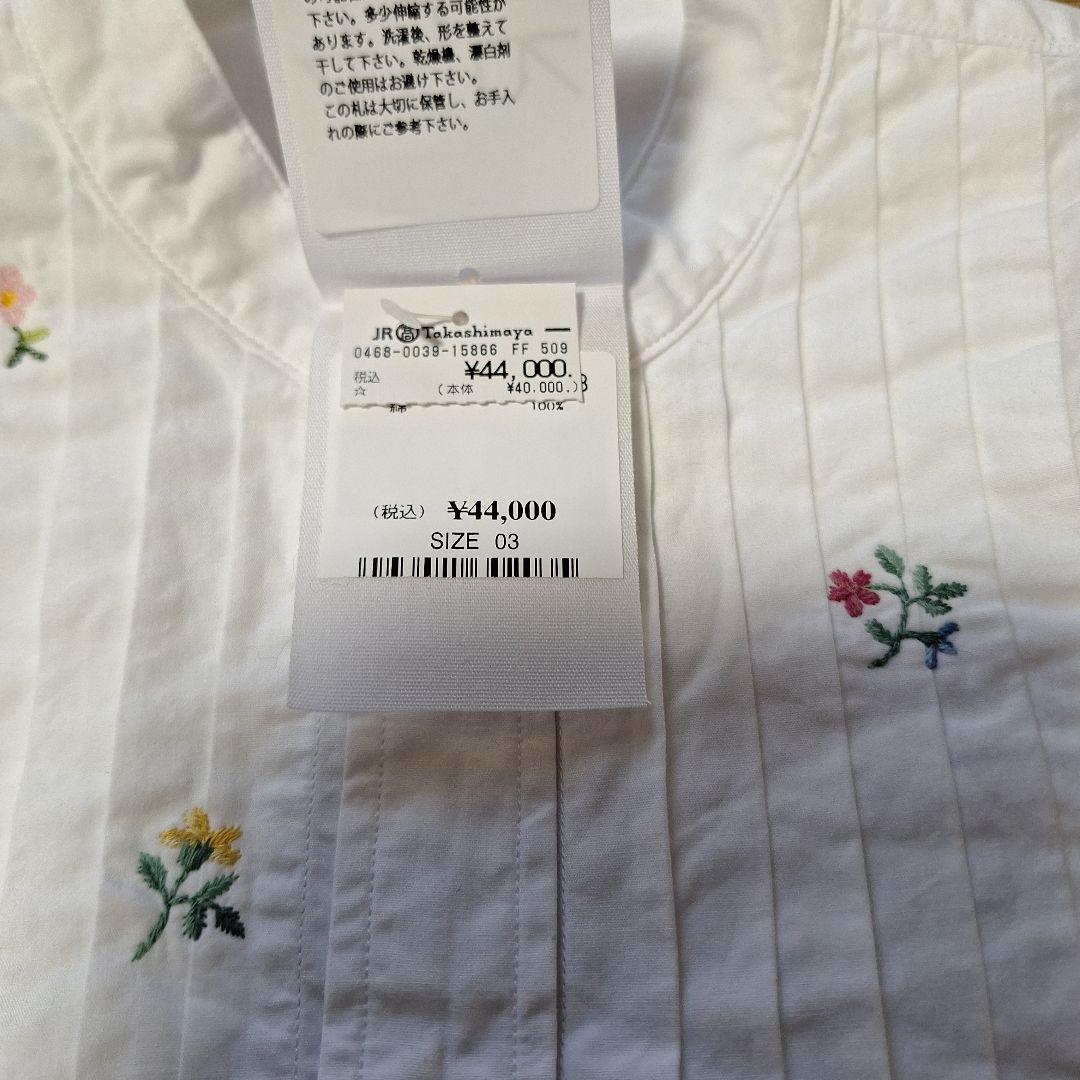 下さい。多少伸縮する可能性が
あります。洗濯後、形を整えて
干して下さい。乾燥機、漂白剤
のご使用はお避け下さい。
この札は大切に保管し、お手入
れの際にご参考下さい。
JR 髙 Takashimaya
0468-0039-15866 FF 509
税込 ¥44,000.
☆ (本体 ¥40,000.)
綿 100%
(税込) ¥44,000
SIZE 03